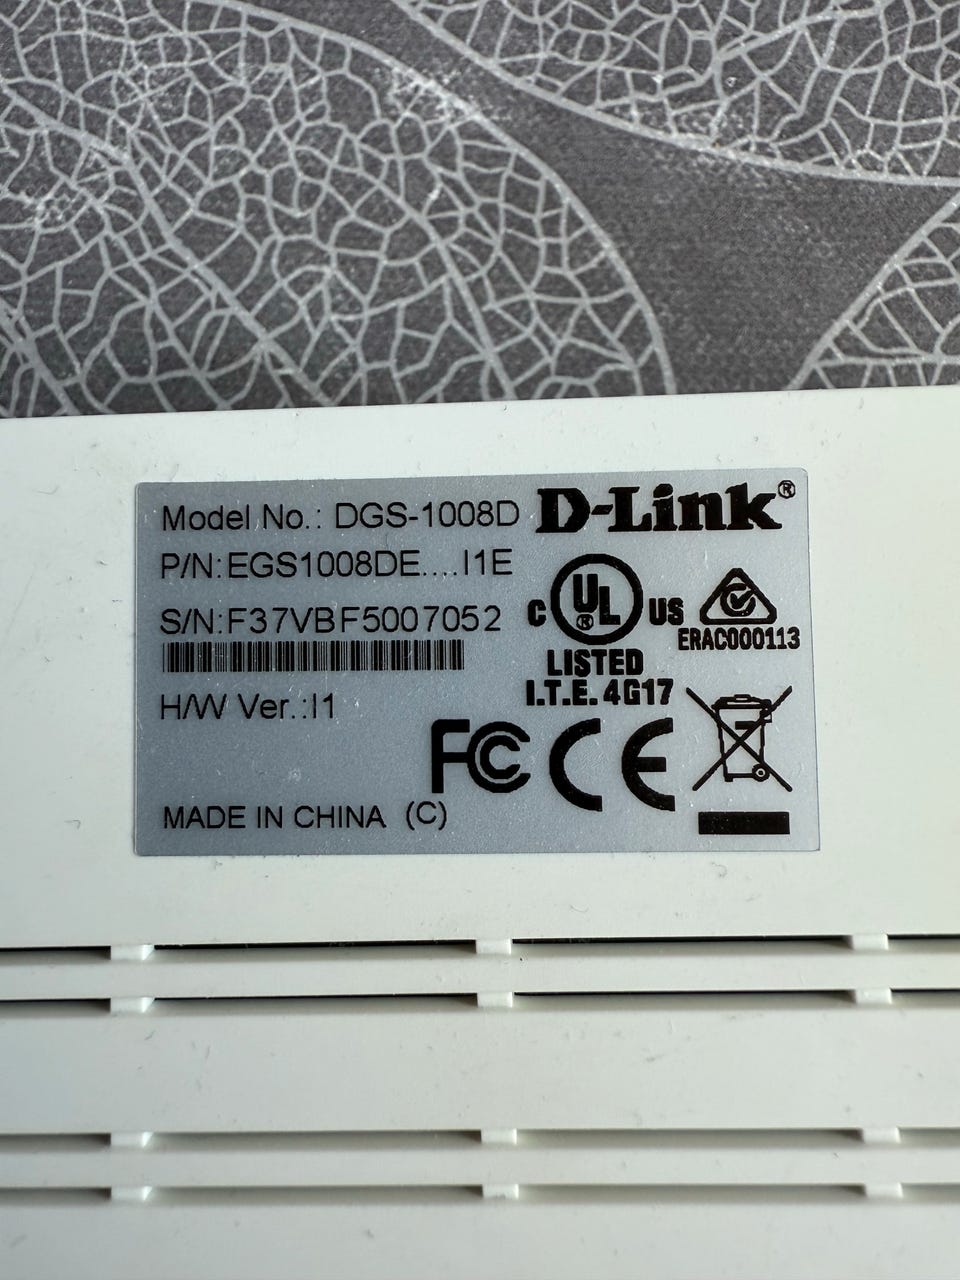 Model No.: DGS-1008D
D-Link®
P/N:EGS1008DE....I1E
S/N:F37VBF5007052
C UL® US
LISTED
I.T.E. 4G17
ERAC000113
H/W Ver.:I1
FC CE
MADE IN CHINA (C)